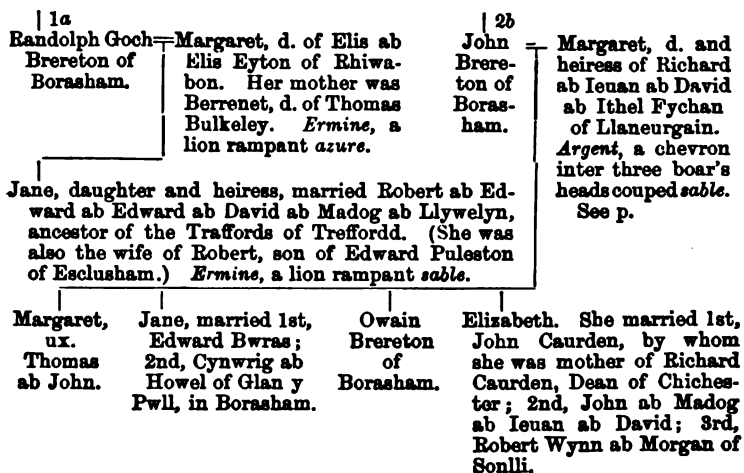 1a
Randolph Goch Brereton of Borasham.
Margaret, d. of Elis ab
Elis Eyton of Rhiwa-
bon. Her mother was
Berrenet, d. of Thomas
Bulkeley. Ermine, a
lion rampant azure.
2b
John
Brere-
ton of
Boras-
ham.
Margaret, d. and
heiress of Richard
ab Ieuan ab David
ab Ithel Fychan
of Llaneurgain.
Argent, a chevron
inter three boar's
heads couped sable.
See p.
Jane, daughter and heiress, married Robert ab Ed-
ward ab Edward ab David ab Madog ab Llywelyn,
ancestor of the Traffords of Treffordd. (She was
also the wife of Robert, son of Edward Puleston
of Esclusham.) Ermine, a lion rampant sable.
Margaret,
ux.
Thomas
ab John.
Jane, married 1st,
Edward Bwras;
2nd, Cynwrig ab
Howel of Glan y
Pwll, in Borasham.
Owain
Brereton
of
Borasham.
Elizabeth. She married 1st,
John Caurden, by whom
she was mother of Richard
Caurden, Dean of Chiches-
ter; 2nd, John ab Madog
ab Ieuan ab David; 3rd,
Robert Wynn ab Morgan of
Sonlli.